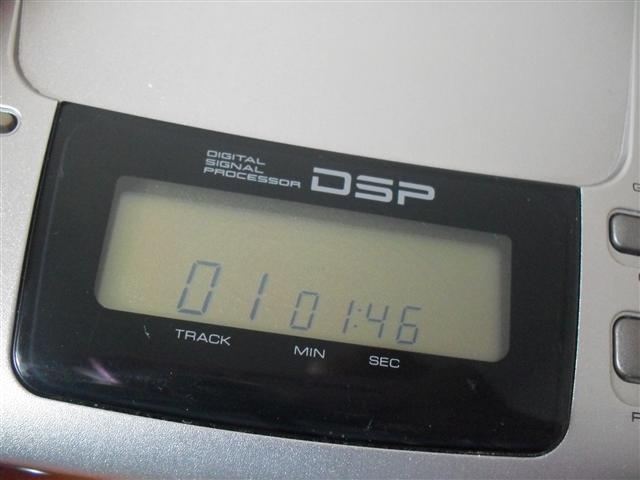 DIGITAL
SIGNAL
PROCESSOR DSP
01 01:46
TRACK MIN SEC